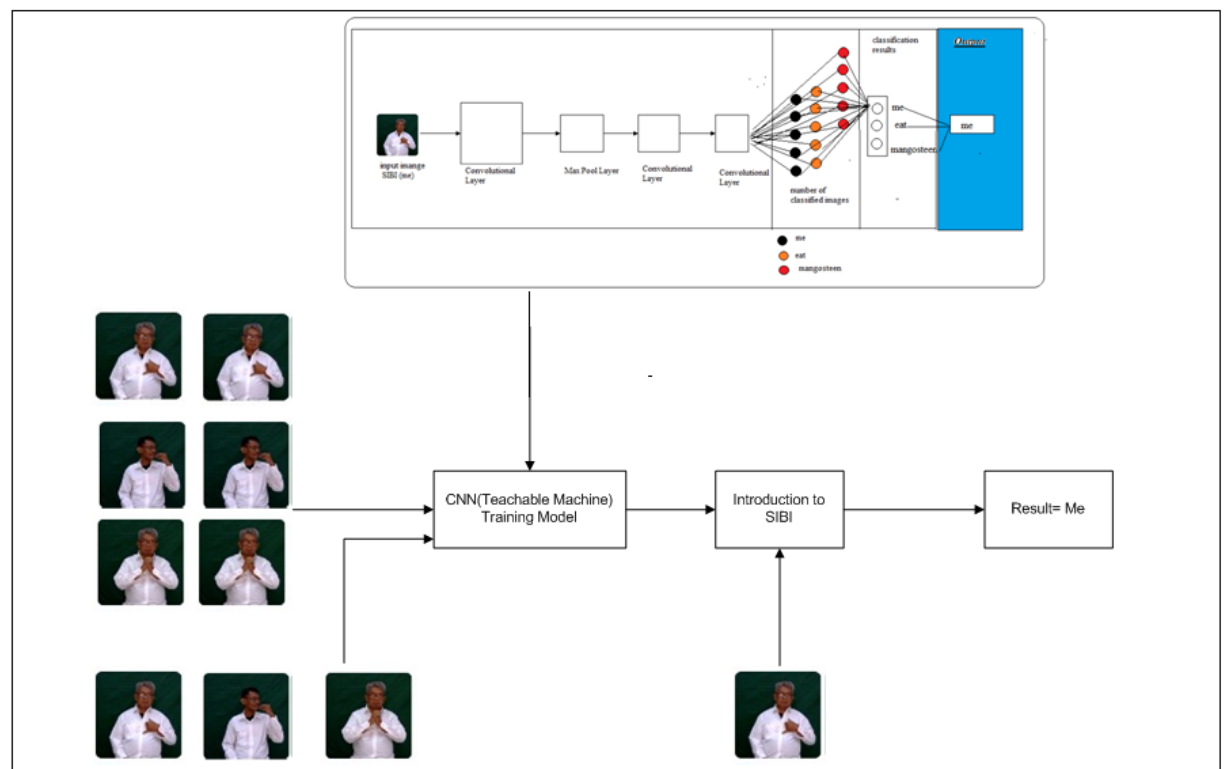 classification
results
Output
me
eat
mangosteen
me
input imange
SIBI (me)
Convolutional
Layer
Max Pool Layer
Convolutional
Layer
Convolutional
Layer
number of
classified images
me
eat
mangosteen
CNN(Teachable Machine)
Training Model
Introduction to
SIBI
Result= Me